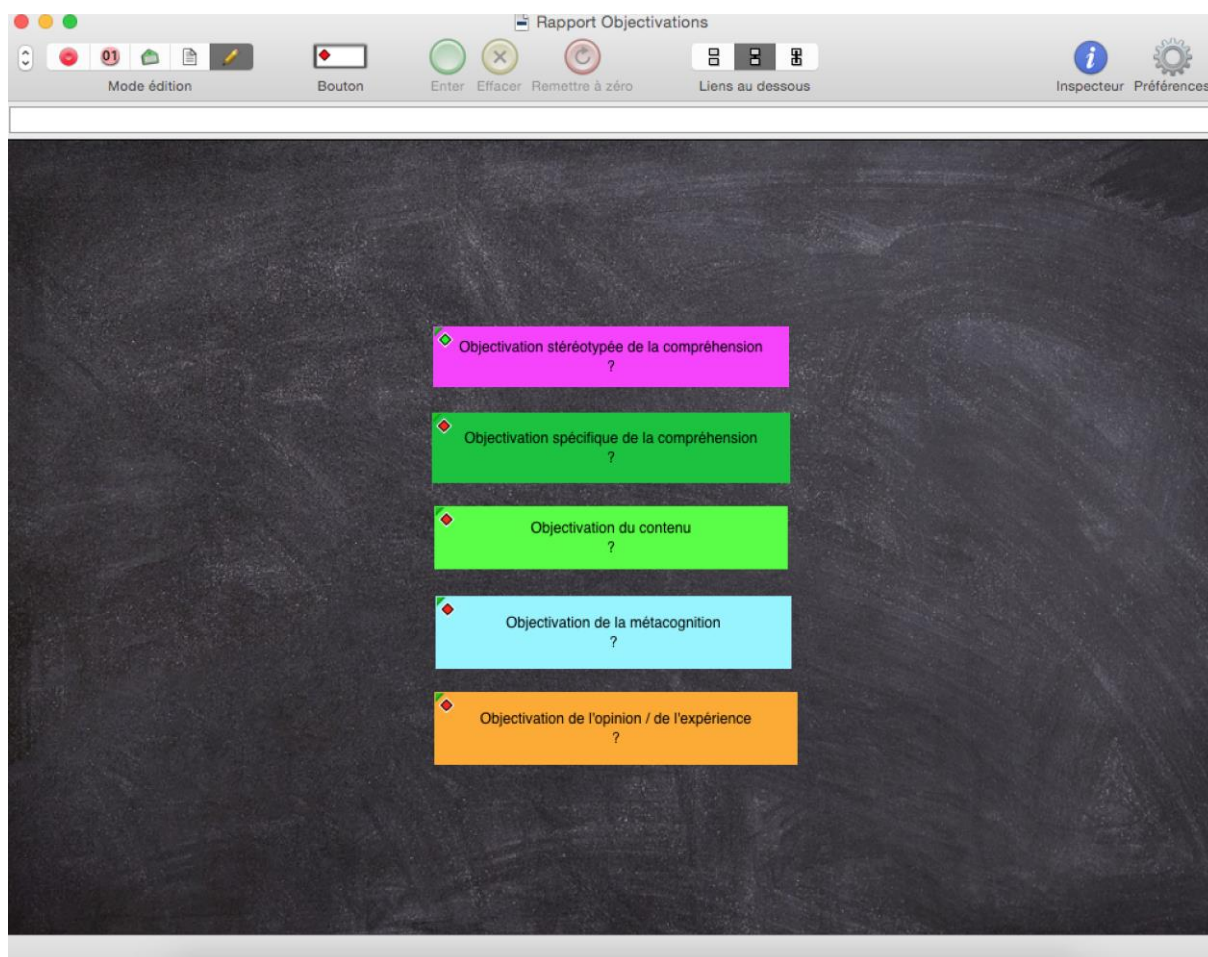 Rapport Objectivations
01
Mode édition
Bouton
Enter
Effacer
Remettre à zéro
Liens au dessous
i
Inspecteur
Préférences
Objectivation stéréotypée de la compréhension
?
Objectivation spécifique de la compréhension
?
Objectivation du contenu
?
Objectivation de la métacognition
?
Objectivation de l'opinion / de l'expérience
?